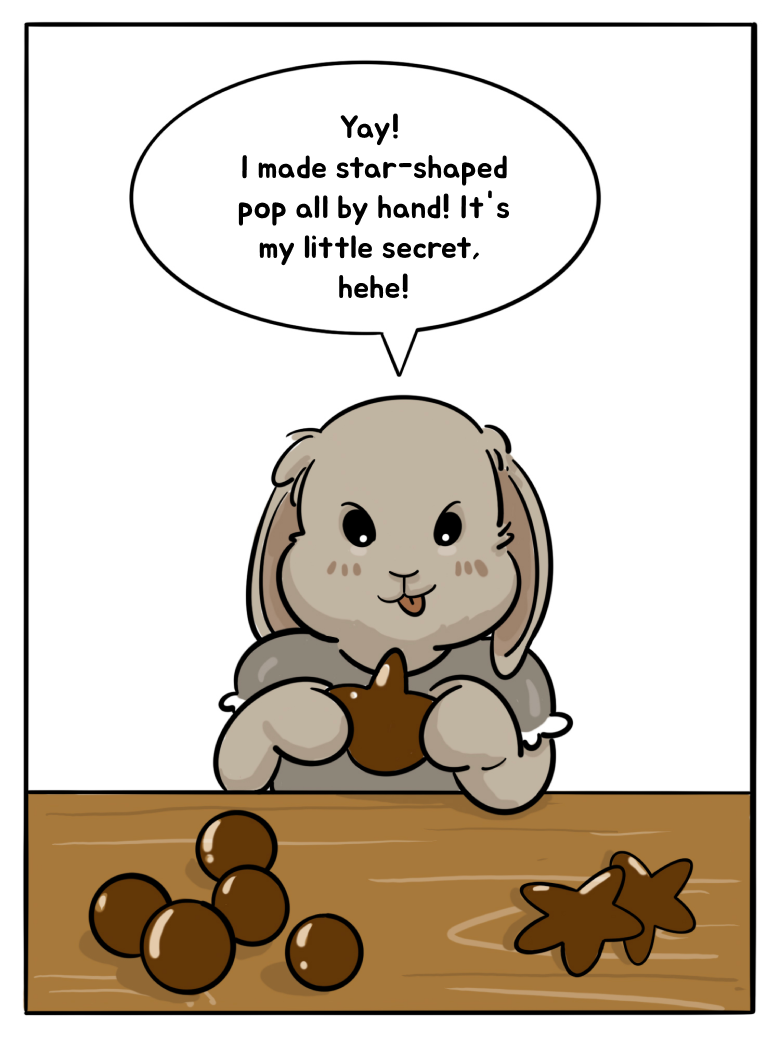 Yay!
I made star-shaped
pop all by hand! It's
my little secret,
hehe!